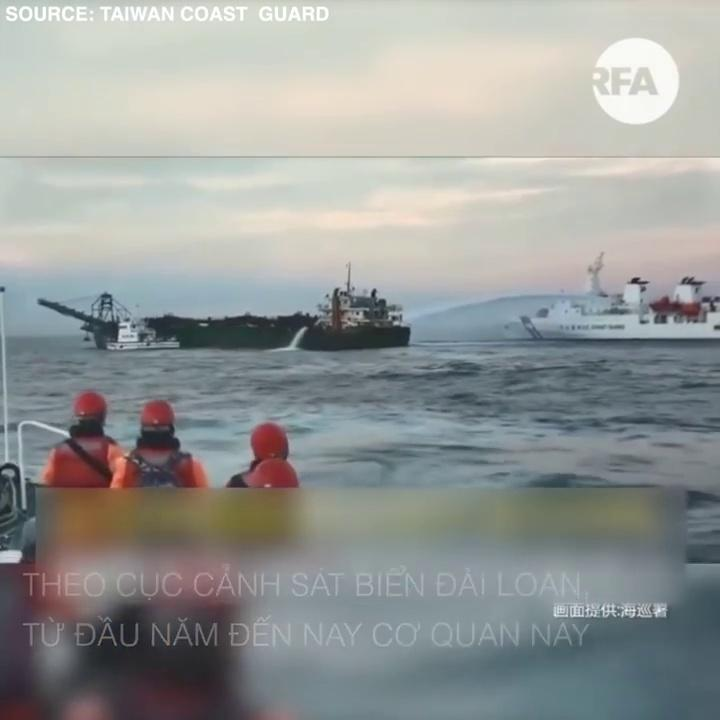 SOURCE: TAIWAN COAST GUARD
RFA
THEO CỤC CẢNH SÁT BIỂN ĐÀI LOAN,
画面提供:海巡署
TỪ ĐẦU NĂM ĐẾN NAY CƠ QUAN NÀY